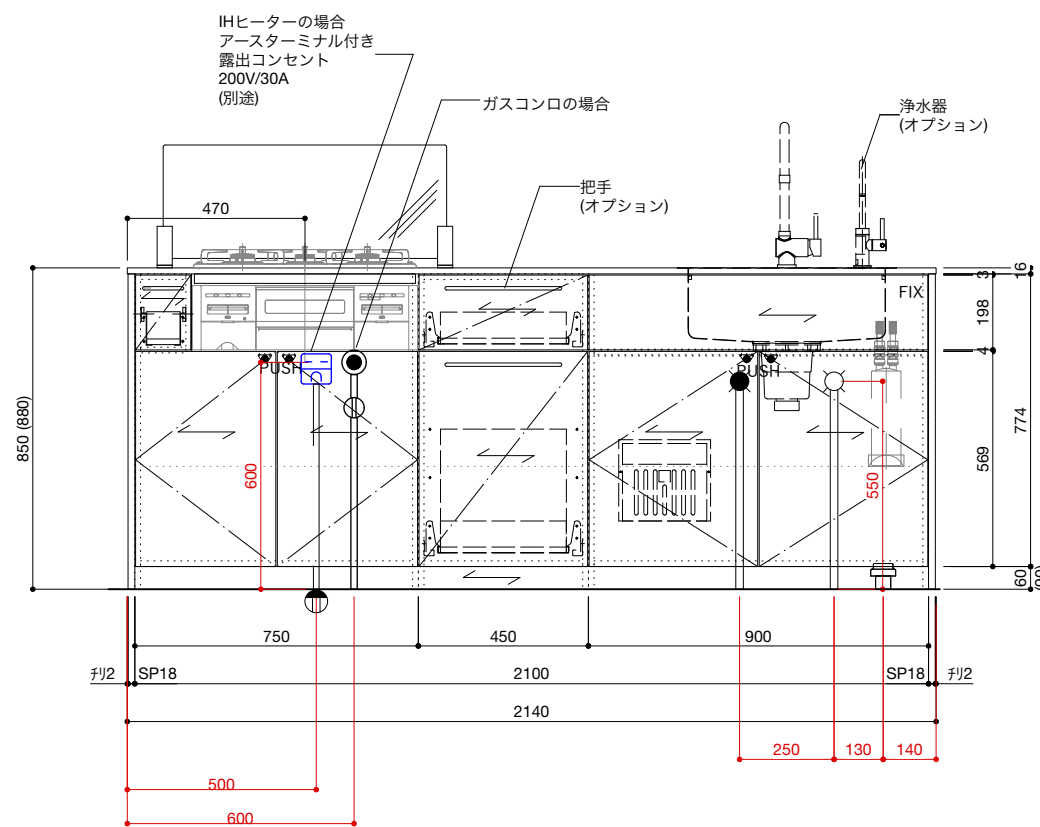 IHヒーターの場合
アースターミナル付き
露出コンセント
200V/30A
(別途)
ガスコンロの場合
浄水器
(オプション)
把手
(オプション)
470
FIX
3
16
198
4
PUSH
PUSH
850 (880)
774
569
600
550
60
(90)
750
450
900
チリ2
SP18
2100
SP18
チリ2
2140
250
130
140
500
600